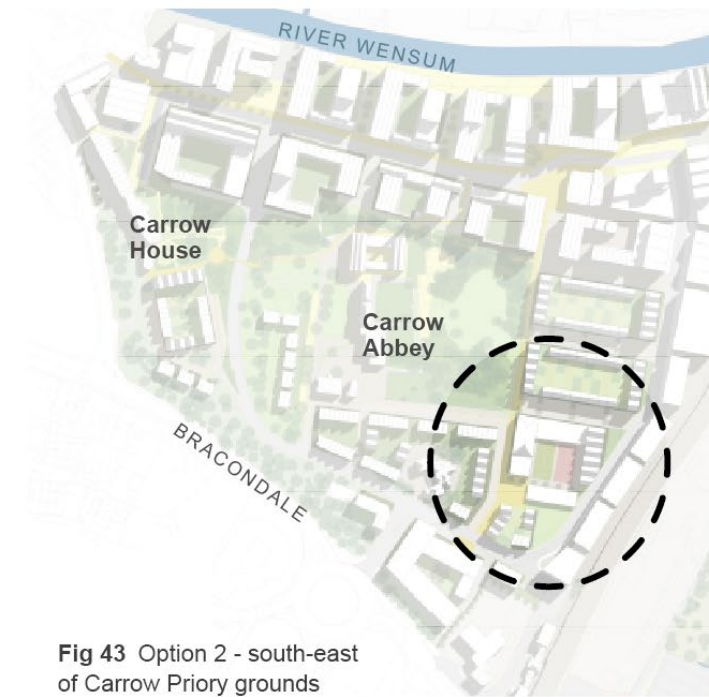 RIVER WENSUM
Carrow
House
Carrow
Abbey
BRACONDALE
Fig 43 Option 2 - south-east
of Carrow Priory grounds